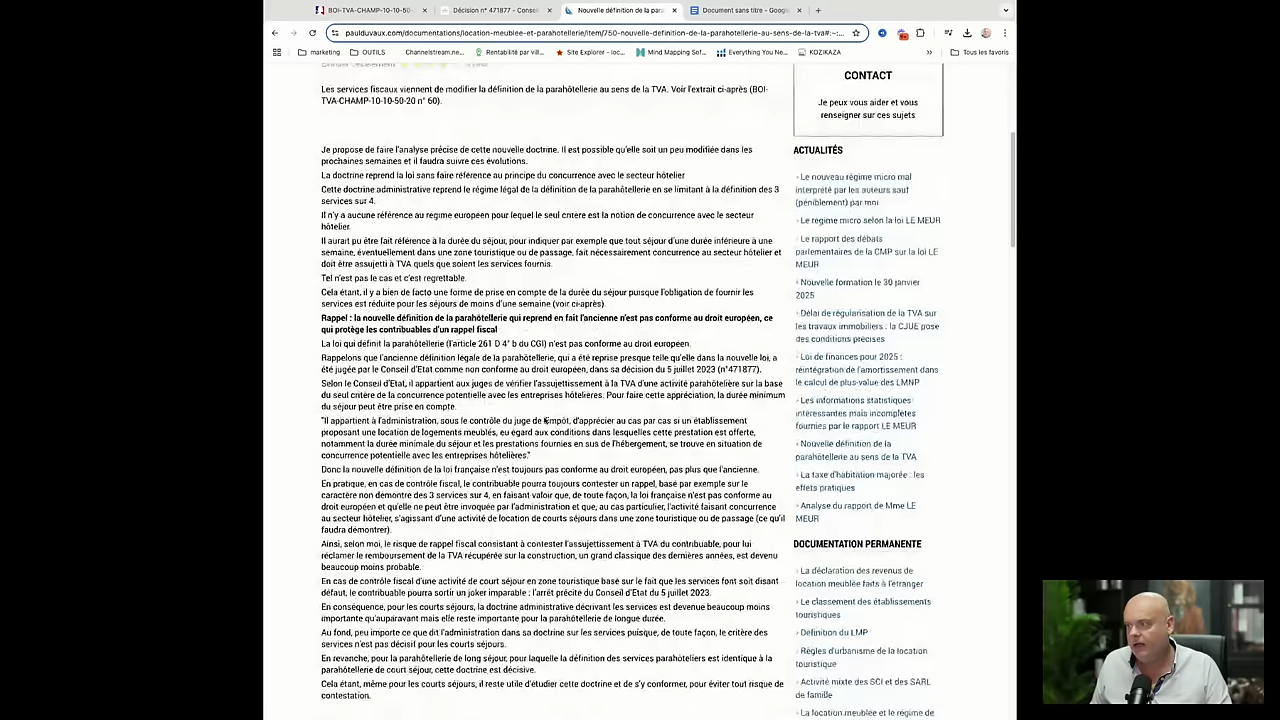 BOI-TVA-CHAMP-10-10-50-
Décision n° 471877 - Consei
Nouvelle définition de la para
Document sans titre - Google
paulduvaux.com/documentations/location-meublee-et-parahotellerie/item/750-nouvelle-definition-de-la-parahotellerie-au-sens-de-la-tva#:~:...
marketing
OUTILS
Channelstream.ne...
Rentabilité par vill...
Site Explorer - loc...
Mind Mapping Sof...
Everything You Ne...
KOZIKAZA
»
Tous les favoris
Les services fiscaux viennent de modifier la définition de la parahôtellerie au sens de la TVA. Voir l'extrait ci-après (BOI-
TVA-CHAMP-10-10-50-20 n° 60).
Je propose de faire l'analyse précise de cette nouvelle doctrine. Il est possible qu'elle soit un peu modifiée dans les
prochaines semaines et il faudra suivre ces évolutions.
La doctrine reprend la loi sans faire référence au principe du concurrence avec le secteur hôtelier
Cette doctrine administrative reprend le régime légal de la définition de la parahôtellerie en se limitant à la définition des 3
services sur 4.
Il n'y a aucune référence au régime européen pour lequel le seul critère est la notion de concurrence avec le secteur
hôtelier.
Il aurait pu être fait référence à la durée du séjour, pour indiquer par exemple que tout séjour d'une durée inférieure à une
semaine, éventuellement dans une zone touristique ou de passage, fait nécessairement concurrence au secteur hôtelier et
doit être assujetti à TVA quels que soient les services fournis.
Tel n'est pas le cas et c'est regrettable.
Cela étant, il y a bien de facto une forme de prise en compte de la durée du séjour puisque l'obligation de fournir les
services est réduite pour les séjours de moins d'une semaine (voir ci-après).
Rappel : la nouvelle définition de la parahôtellerie qui reprend en fait l'ancienne n'est pas conforme au droit européen, ce
qui protège les contribuables d'un rappel fiscal
La loi qui définit la parahôtellerie (l'article 261 D 4° b du CGI) n'est pas conforme au droit européen.
Rappelons que l'ancienne définition légale de la parahôtellerie, qui a été reprise presque telle qu'elle dans la nouvelle loi, a
été jugée par le Conseil d'Etat comme non conforme au droit européen, dans sa décision du 5 juillet 2023 (n°471877).
Selon le Conseil d'Etat, il appartient aux juges de vérifier l'assujettissement à la TVA d'une activité parahôtelière sur la base
du seul critère de la concurrence potentielle avec les entreprises hôtelières. Pour faire cette appréciation, la durée minimum
du séjour peut être prise en compte.
"Il appartient à l'administration, sous le contrôle du juge de l'impôt, d'apprécier au cas par cas si un établissement
proposant une location de logements meublés, eu égard aux conditions dans lesquelles cette prestation est offerte,
notamment la durée minimale du séjour et les prestations fournies en sus de l'hébergement, se trouve en situation de
concurrence potentielle avec les entreprises hôtelières."
Donc la nouvelle définition de la loi française n'est toujours pas conforme au droit européen, pas plus que l'ancienne.
En pratique, en cas de contrôle fiscal, le contribuable pourra toujours contester un rappel, basé par exemple sur le
caractère non démontré des 3 services sur 4, en faisant valoir que, de toute façon, la loi française n'est pas conforme au
droit européen et qu'elle ne peut être invoquée par l'administration et que, au cas particulier, l'activité faisant concurrence
au secteur hôtelier, s'agissant d'une activité de location de courts séjours dans une zone touristique ou de passage (ce qu'il
faudra démontrer).
Ainsi, selon moi, le risque de rappel fiscal consistant à contester l'assujettissement à TVA du contribuable, pour lui
réclamer le remboursement de la TVA récupérée sur la construction, un grand classique des dernières années, est devenu
beaucoup moins probable.
En cas de contrôle fiscal d'une activité de court séjour en zone touristique basé sur le fait que les services font soit disant
défaut, le contribuable pourra sortir un joker imparable : l'arrêt précité du Conseil d'Etat du 5 juillet 2023.
En conséquence, pour les courts séjours, la doctrine administrative décrivant les services est devenue beaucoup moins
importante qu'auparavant mais elle reste importante pour la parahôtellerie de longue durée.
Au fond, peu importe ce que dit l'administration dans sa doctrine sur les services puisque, de toute façon, le critère des
services n'est pas décisif pour les courts séjours.
En revanche, pour la parahôtellerie de long séjour, pour laquelle la définition des services parahôteliers est identique à la
parahôtellerie de court séjour, cette doctrine est décisive.
Cela étant, même pour les courts séjours, il reste utile d'étudier cette doctrine et de s'y conformer, pour éviter tout risque de
contestation.
CONTACT
Je peux vous aider et vous
renseigner sur ces sujets
ACTUALITÉS
Le nouveau régime micro mal
interprété par les auteurs sauf
(péniblement) par moi
Le regime micro selon la loi LE MEUR
Le rapport des débats
parlementaires de la CMP sur la loi LE
MEUR
Nouvelle formation le 30 janvier
2025
Délai de régularisation de la TVA sur
les travaux immobiliers : la CJUE pose
des conditions précises
Loi de finances pour 2025 :
réintégration de l'amortissement dans
le calcul de plus-value des LMNP
Les informations statistiques
intéressantes mais incomplètes
fournies par le rapport LE MEUR
Nouvelle définition de la
parahôtellerie au sens de la TVA
La taxe d'habitation majorée : les
effets pratiques
Analyse du rapport de Mme LE
MEUR
DOCUMENTATION PERMANENTE
La déclaration des revenus de
location meublée faits à l'étranger
Le classement des établissements
touristiques
Définition du LMP
Règles d'urbanisme de la location
touristique
Activité mixte des SCI et des SARL
de famille
La location meublée et le régime de